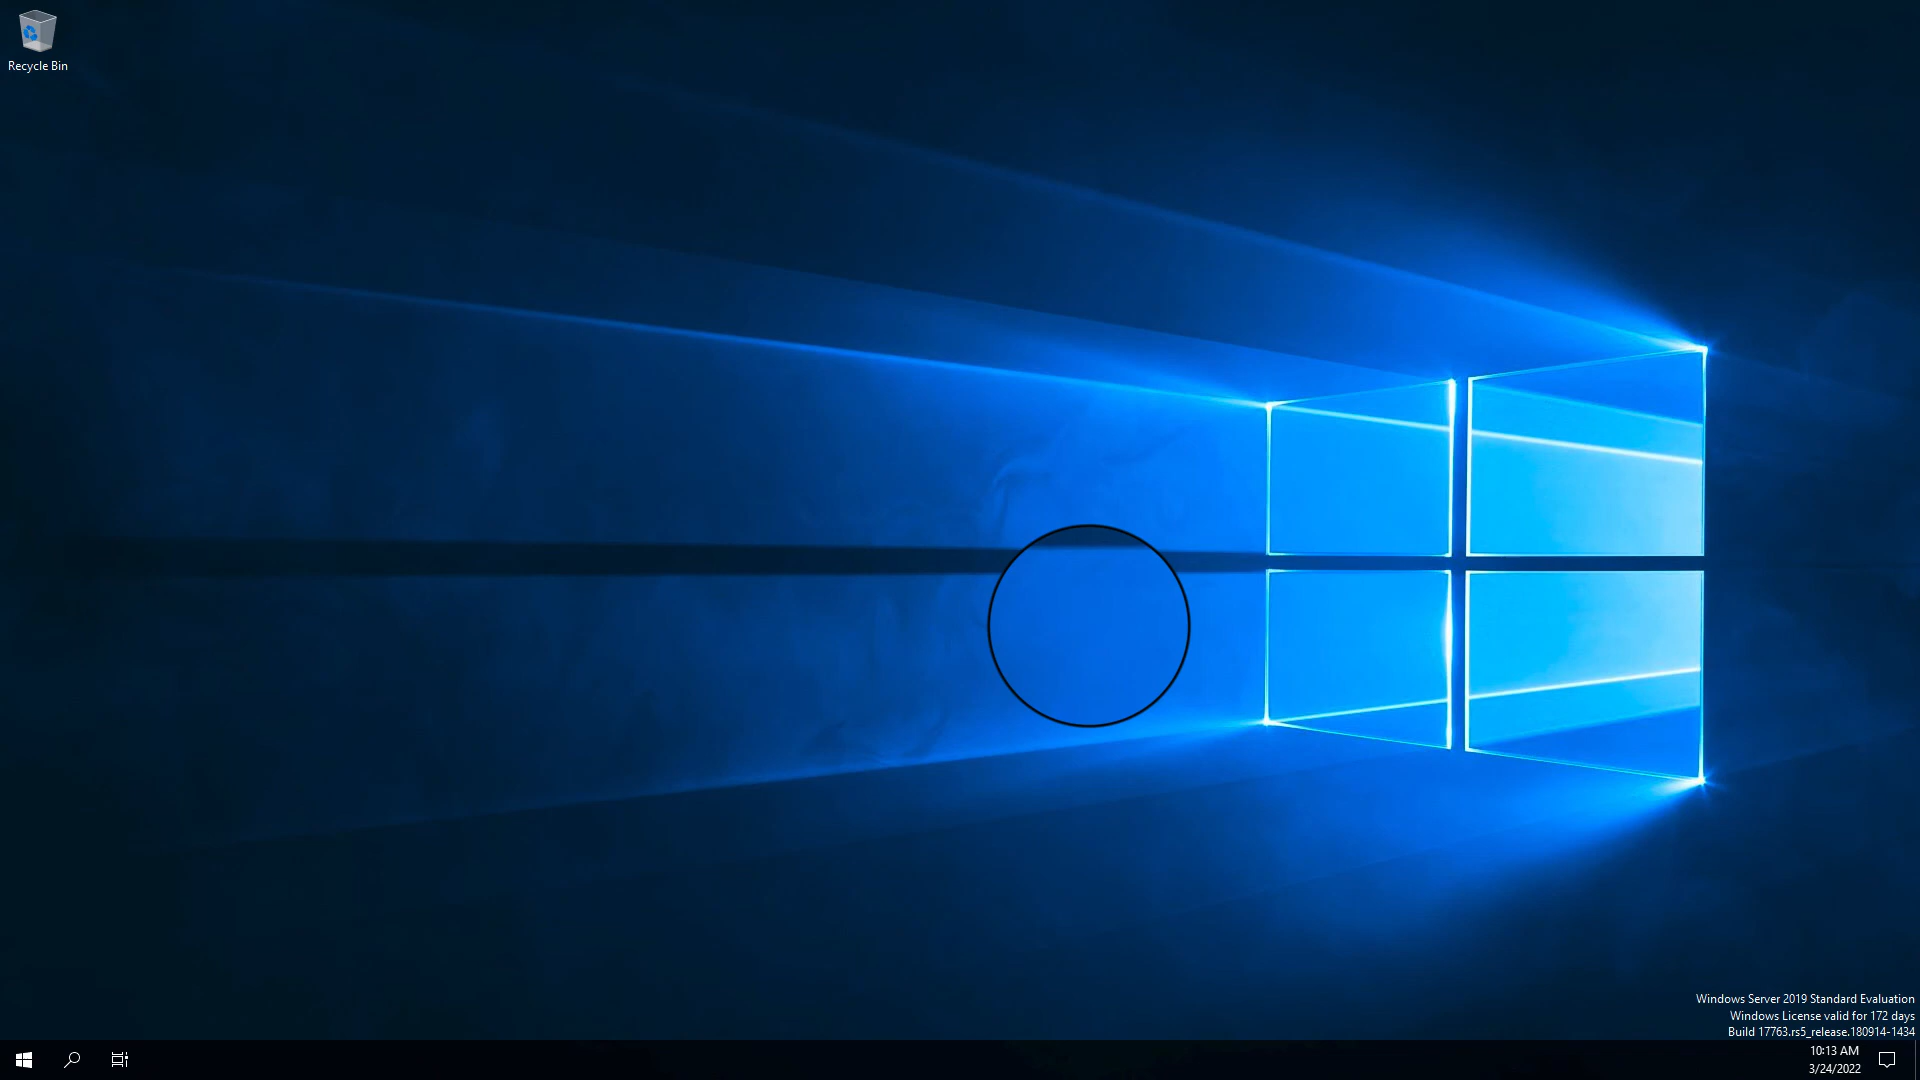 Recycle Bin
Windows Server 2019 Standard Evaluation
Windows License valid for 172 days
Build 17763.rs5_release.180914-1434
10:13 AM
3/24/2022